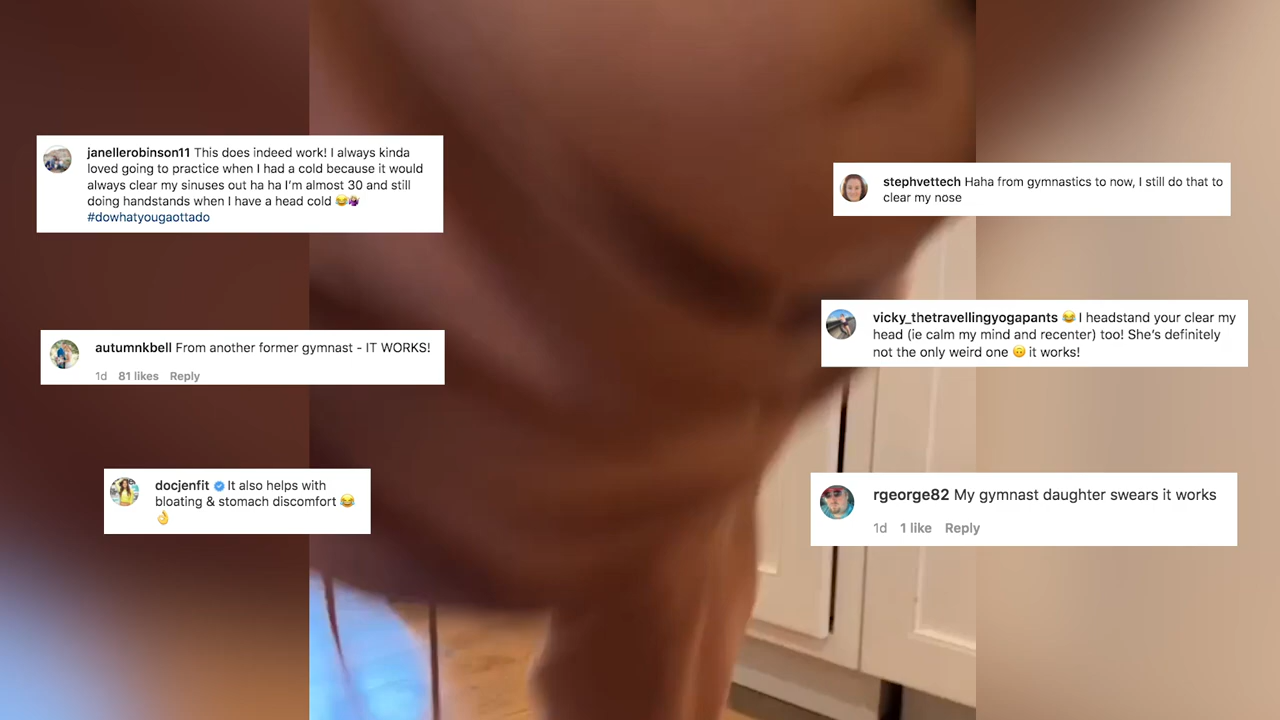 janellerobinson11 This does indeed work! I always kinda
loved going to practice when I had a cold because it would
always clear my sinuses out ha ha I'm almost 30 and still
doing handstands when I have a head cold 😂🤷🏾‍♀️
#dowhatyougaottado
autumnkbell From another former gymnast - IT WORKS!
1d 81 likes Reply
docjenfit It also helps with
bloating & stomach discomfort 😂
👌
stephvettech Haha from gymnastics to now, I still do that to
clear my nose
vicky_thetravellingyogapants 😂 I headstand your clear my
head (ie calm my mind and recenter) too! She's definitely
not the only weird one 🙃 it works!
rgeorge82 My gymnast daughter swears it works
1d 1 like Reply